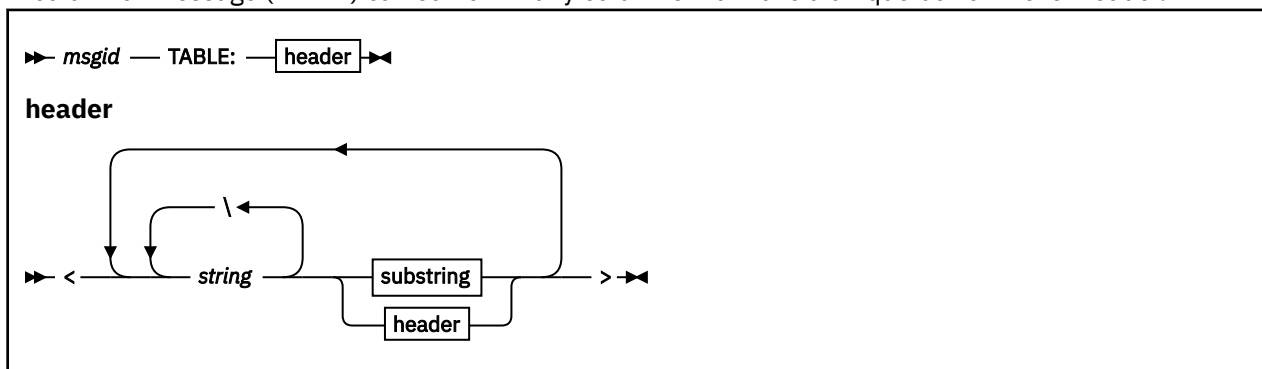 msgid TABLE: header
header
\
< string substring >
header